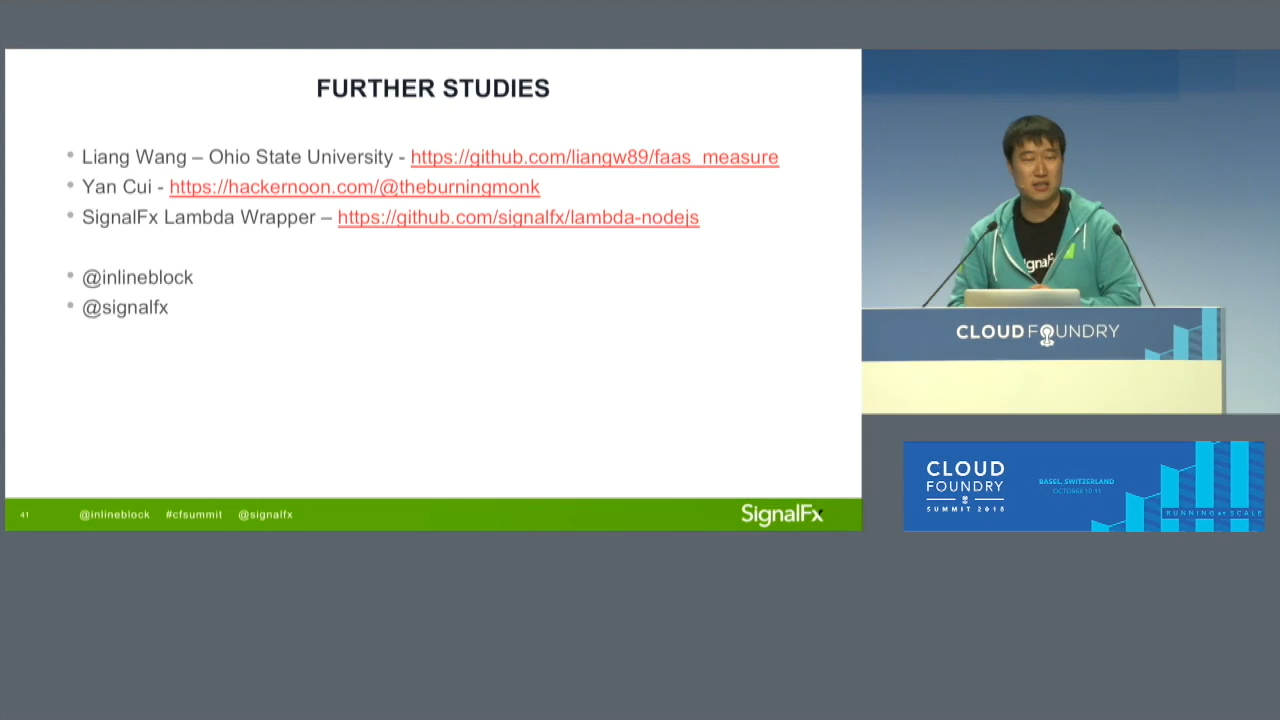 FURTHER STUDIES
• Liang Wang – Ohio State University - https://github.com/liangw89/faas_measure
• Yan Cui - https://hackernoon.com/@theburningmonk
• SignalFx Lambda Wrapper – https://github.com/signalfx/lambda-nodejs
• @inlineblock
• @signalfx
41 @inlineblock #cfsummit @signalfx SignalFx
CLOUD FOUNDRY
CLOUD
FOUNDRY
SUMMIT 2018
BASEL, SWITZERLAND
OCTOBER 10-11
RUNNING AT SCALE